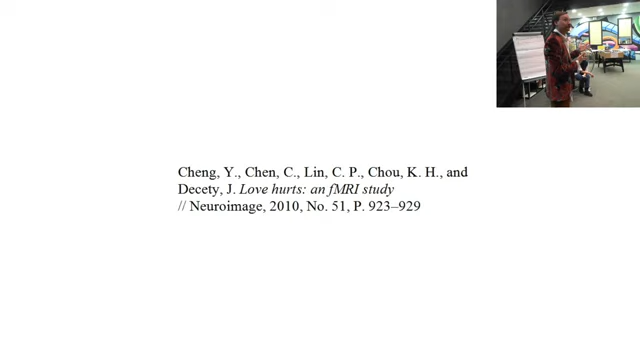 Cheng, Y., Chen, C., Lin, C. P., Chou, K. H., and
Decety, J. Love hurts: an fMRI study
// Neuroimage, 2010, No. 51, P. 923–929